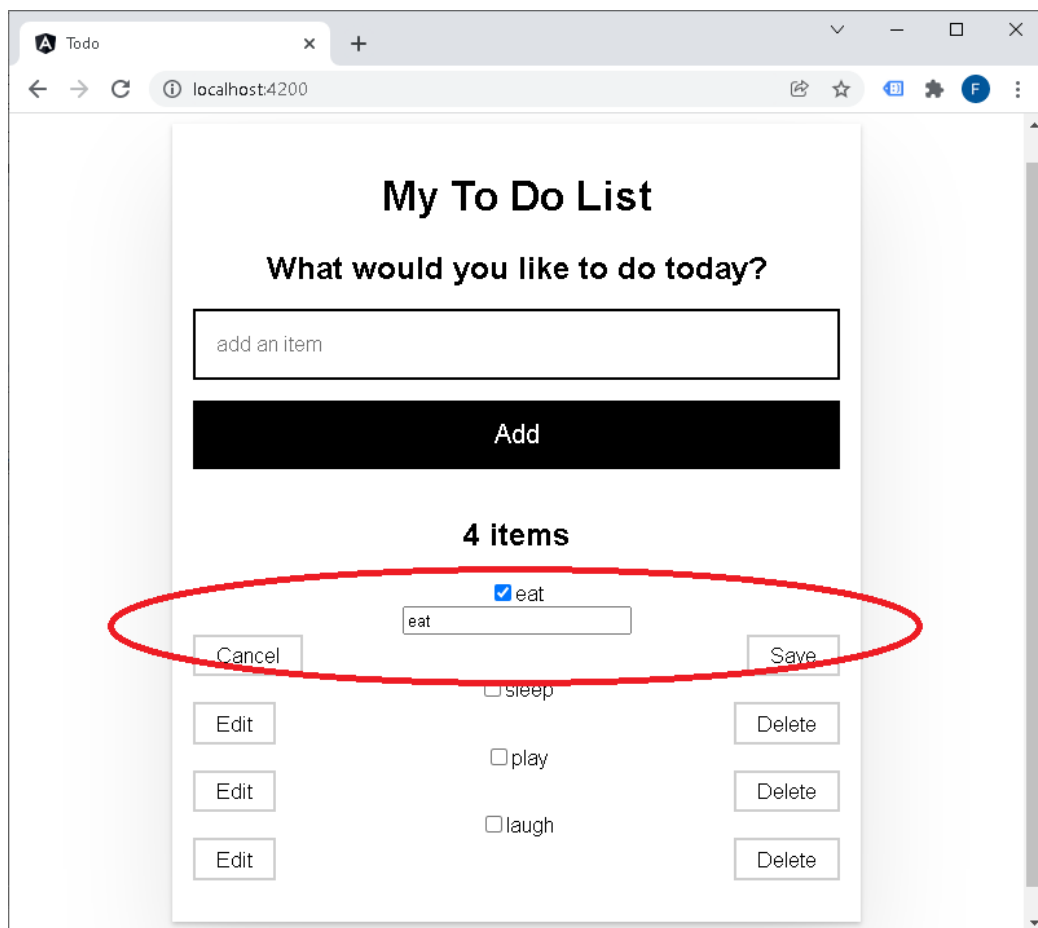 Todo
localhost:4200
F
My To Do List
What would you like to do today?
add an item
Add
4 items
eat
eat
Cancel Save
sleep
Edit Delete
play
Edit Delete
laugh
Edit Delete